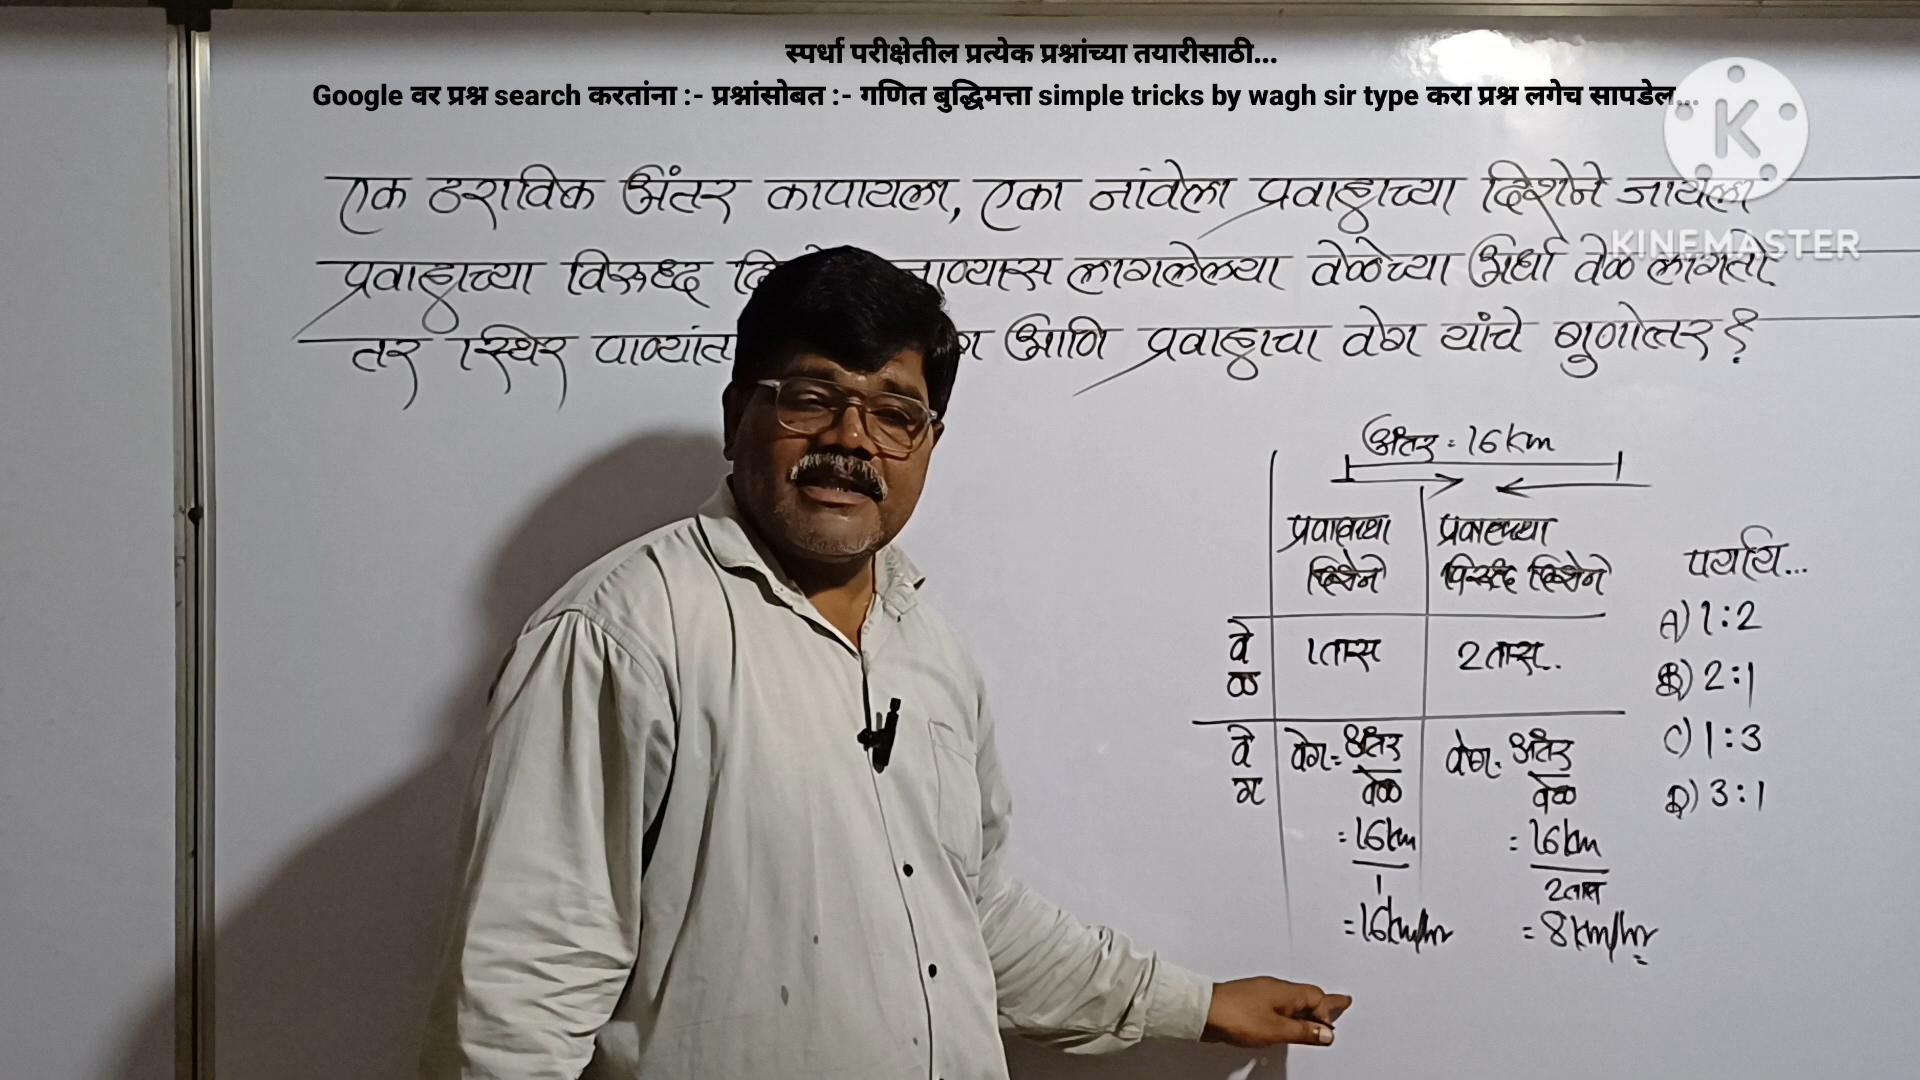 स्पर्धा परीक्षेतील प्रत्येक प्रश्नांच्या तयारीसाठी...
Google वर प्रश्न search करतांना :- प्रश्नांसोबत :- गणित बुद्धिमत्ता simple tricks by wagh sir type करा प्रश्न लगेच सापडेल...
K
KINEMASTER
एक ठराविक अंतर कापायला, एका नावेला प्रवाहाच्या दिशेने जायला
प्रवाहाच्या विरुध्द जाण्यास लागलेल्या वेळेच्या अर्धा वेळ लागतो.
तर स्थिर पाण्यांत आणि प्रवाहाचा वेग यांचे गुणोत्तर?
अंतर = 16 km
प्रवाहाच्या दिशेने
प्रवाहाच्या विरुद्ध दिशेने
वेळ
1 तास
2 तास.
वेग
वेग = अंतर / वेळ
= 16 km / 1
= 16 km/hr
वेग = अंतर / वेळ
= 16 km / 2 तास
= 8 km/hr
पर्याय...
A) 1:2
B) 2:1
C) 1:3
D) 3:1